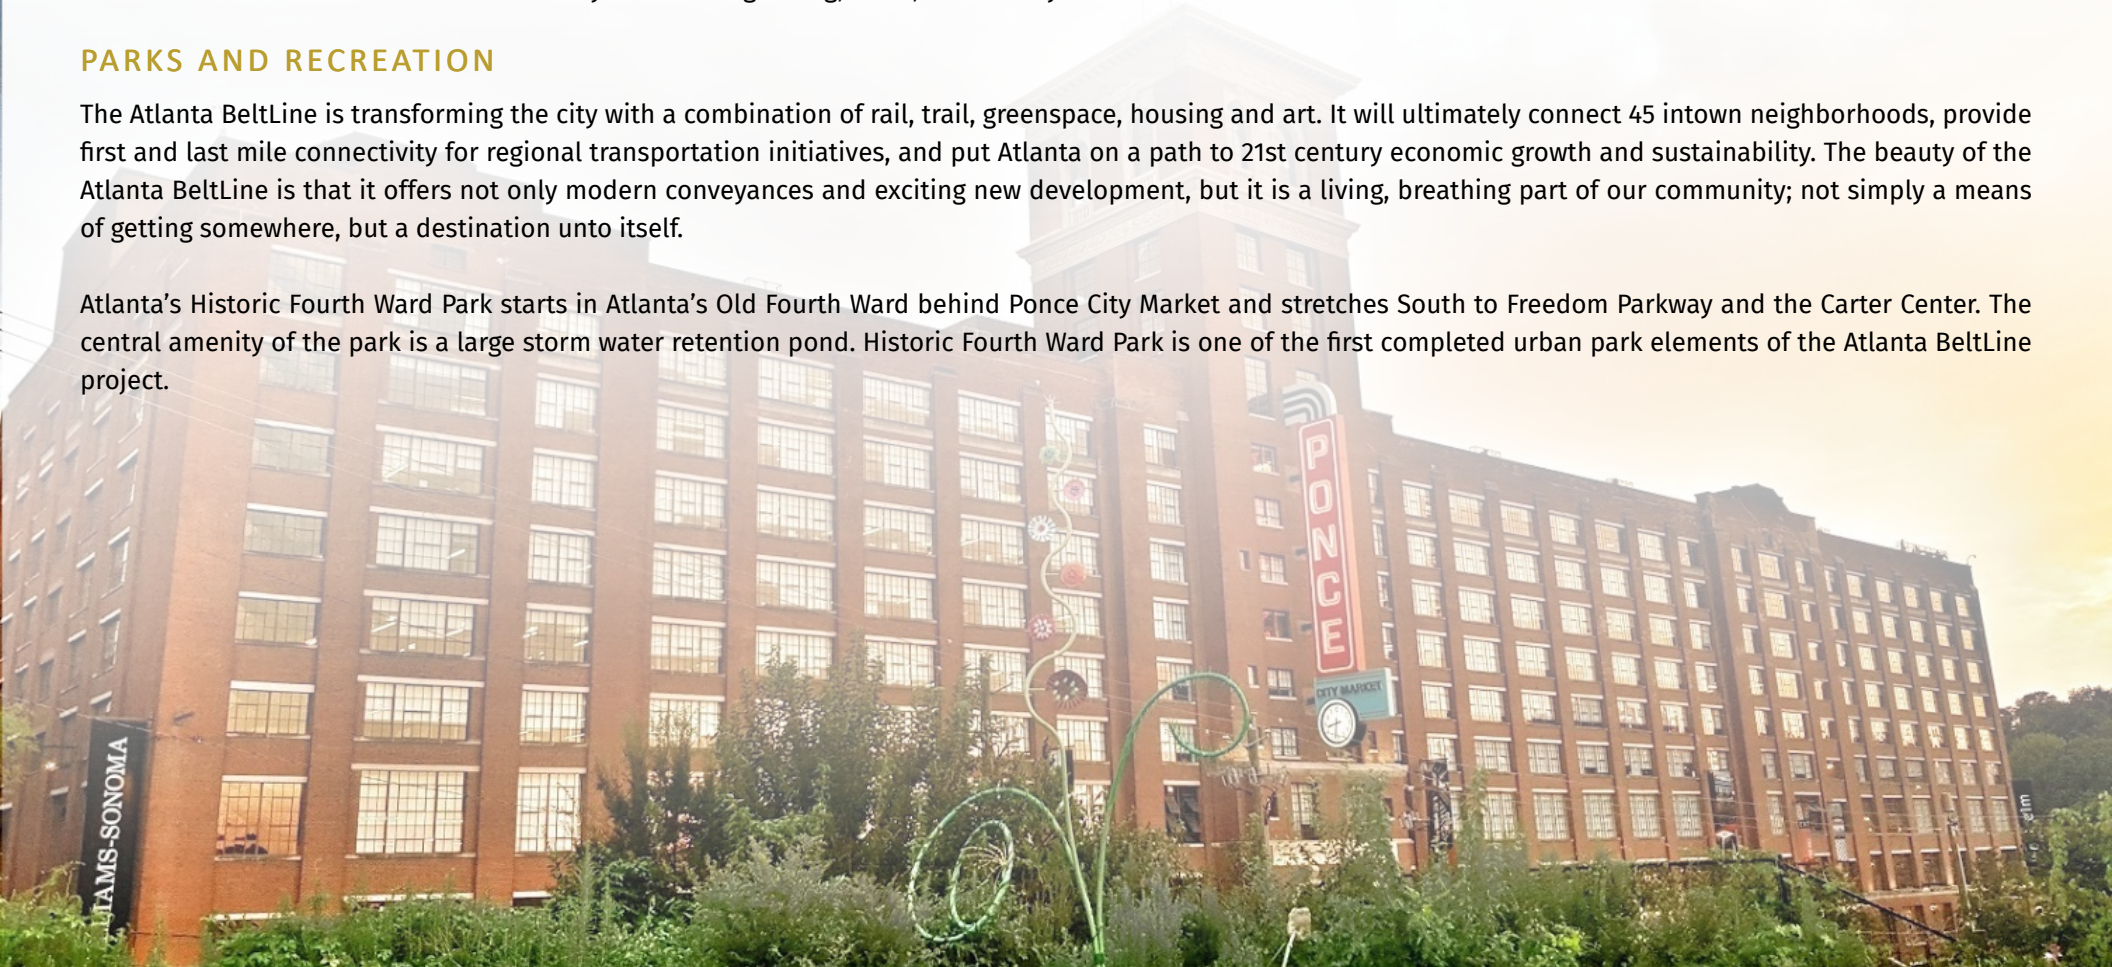 PARKS AND RECREATION
The Atlanta BeltLine is transforming the city with a combination of rail, trail, greenspace, housing and art. It will ultimately connect 45 intown neighborhoods, provide
first and last mile connectivity for regional transportation initiatives, and put Atlanta on a path to 21st century economic growth and sustainability. The beauty of the
Atlanta BeltLine is that it offers not only modern conveyances and exciting new development, but it is a living, breathing part of our community; not simply a means
of getting somewhere, but a destination unto itself.
Atlanta’s Historic Fourth Ward Park starts in Atlanta’s Old Fourth Ward behind Ponce City Market and stretches South to Freedom Parkway and the Carter Center. The
central amenity of the park is a large storm water retention pond. Historic Fourth Ward Park is one of the first completed urban park elements of the Atlanta BeltLine
project.
PONCE
CITY MARKET
LIAMS-SONOMA